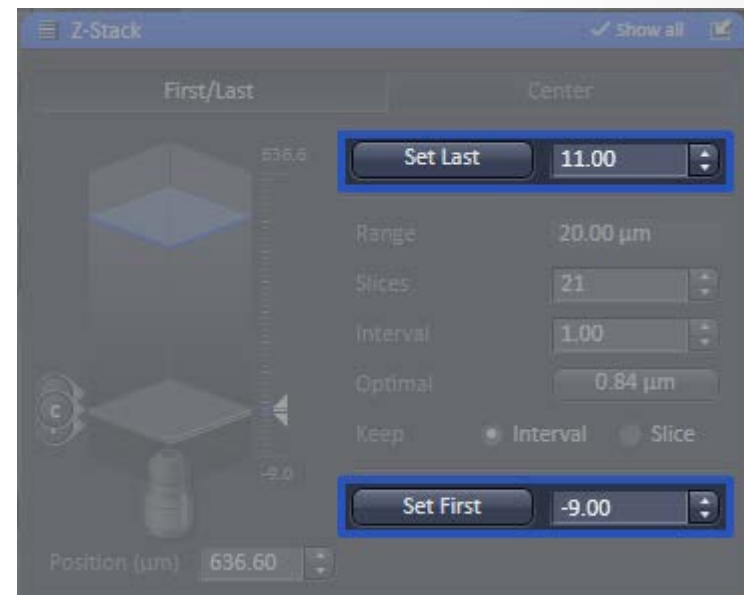 Z-Stack Show all
First/Last Center
636.6
Set Last 11.00
Range 20.00 µm
Slices 21
Interval 1.00
Optimal 0.84 µm
C
Keep Interval Slice
-9.0
Set First -9.00
Position (µm) 636.60